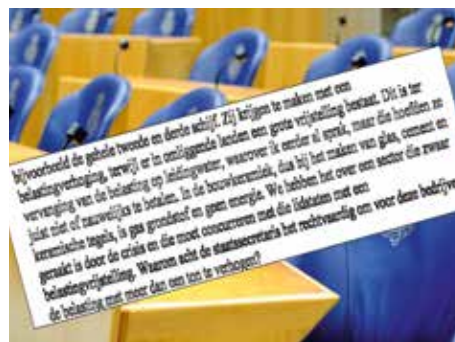 bijvoorbeeld de gehele tweede en derde schijf. Zij krijgen te maken met een
belastingverhoging, terwijl er in omliggende landen een grote vrijstelling bestaat. Dit is ter
vervanging van de belasting op leidingwater, waarover ik eerder al sprak, maar die hoefden ze
juist niet of nauwelijks te betalen. In de bouwkeramiek, dus bij het maken van glas, cement en
keramische tegels, is gas grondstof en geen energie. We hebben het over een sector die zwaar
geraakt is door de crisis en die moet concurreren met die lidstaten met een
belastingvrijstelling. Waarom acht de staatssecretaris het rechtvaardig om voor deze bedrijve
de belasting met meer dan een ton te verhogen?